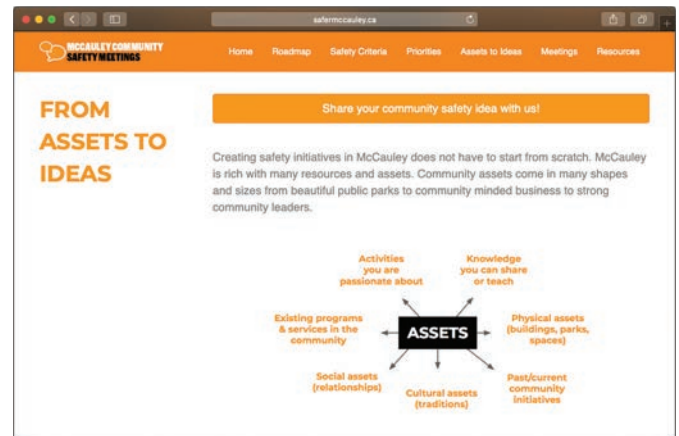 safermccauley.ca
MCCAULEY COMMUNITY
SAFETY MEETINGS
Home Roadmap Safety Criteria Priorities Assets to Ideas Meetings Resources
FROM
ASSETS TO
IDEAS
Share your community safety idea with us!
Creating safety initiatives in McCauley does not have to start from scratch. McCauley
is rich with many resources and assets. Community assets come in many shapes
and sizes from beautiful public parks to community minded business to strong
community leaders.
Activities
you are
passionate about
Knowledge
you can share
or teach
Existing programs
& services in the
community
ASSETS
Physical assets
(buildings, parks,
spaces)
Social assets
(relationships)
Cultural assets
(traditions)
Past/current
community
initiatives